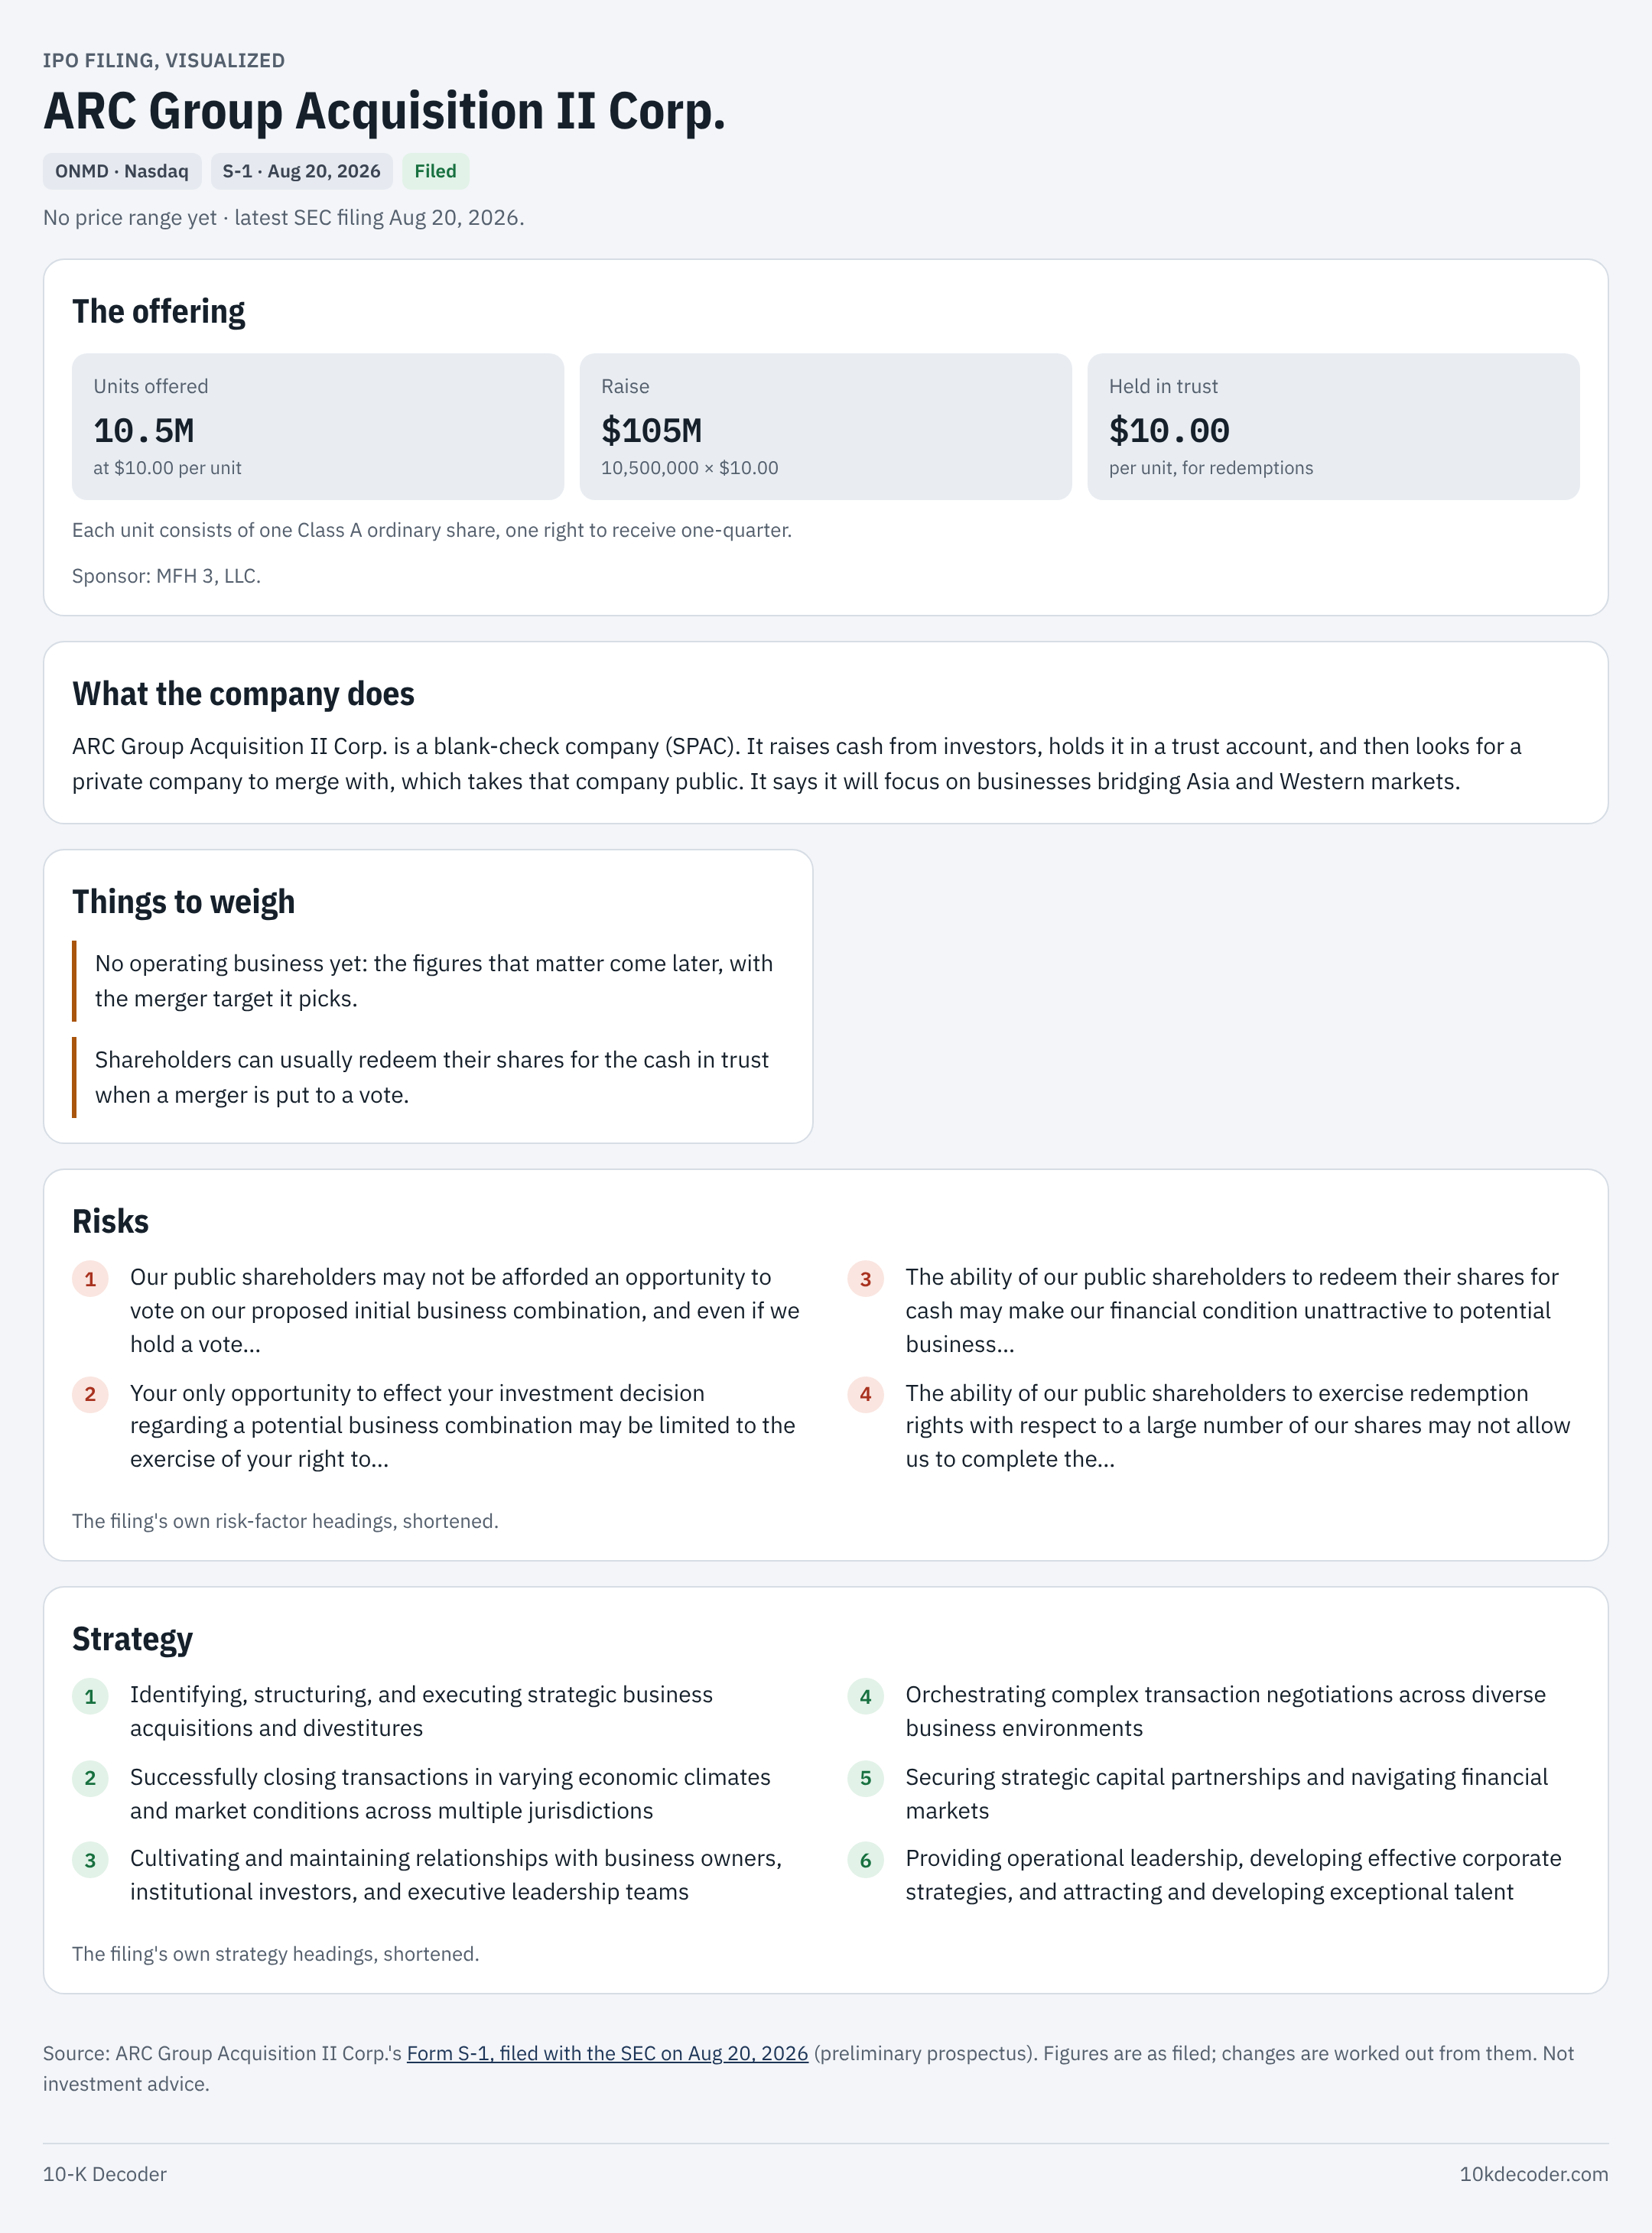 IPO FILING, VISUALIZED
ARC Group Acquisition II Corp.
ONMD · Nasdaq
S-1 · Aug 20, 2026
Filed
No price range yet · latest SEC filing Aug 20, 2026.
The offering
Units offered
10.5M
at $10.00 per unit
Raise
$105M
10,500,000 × $10.00
Held in trust
$10.00
per unit, for redemptions
Each unit consists of one Class A ordinary share, one right to receive one-quarter.
Sponsor: MFH 3, LLC.
What the company does
ARC Group Acquisition II Corp. is a blank-check company (SPAC). It raises cash from investors, holds it in a trust account, and then looks for a
private company to merge with, which takes that company public. It says it will focus on businesses bridging Asia and Western markets.
Things to weigh
No operating business yet: the figures that matter come later, with
the merger target it picks.
Shareholders can usually redeem their shares for the cash in trust
when a merger is put to a vote.
Risks
1
Our public shareholders may not be afforded an opportunity to
vote on our proposed initial business combination, and even if we
hold a vote…
2
Your only opportunity to effect your investment decision
regarding a potential business combination may be limited to the
exercise of your right to…
3
The ability of our public shareholders to redeem their shares for
cash may make our financial condition unattractive to potential
business…
4
The ability of our public shareholders to exercise redemption
rights with respect to a large number of our shares may not allow
us to complete the…
The filing's own risk-factor headings, shortened.
Strategy
1
Identifying, structuring, and executing strategic business
acquisitions and divestitures
2
Successfully closing transactions in varying economic climates
and market conditions across multiple jurisdictions
3
Cultivating and maintaining relationships with business owners,
institutional investors, and executive leadership teams
4
Orchestrating complex transaction negotiations across diverse
business environments
5
Securing strategic capital partnerships and navigating financial
markets
6
Providing operational leadership, developing effective corporate
strategies, and attracting and developing exceptional talent
The filing's own strategy headings, shortened.
Source: ARC Group Acquisition II Corp.'s Form S-1, filed with the SEC on Aug 20, 2026 (preliminary prospectus). Figures are as filed; changes are worked out from them. Not
investment advice.
10-K Decoder
10kdecoder.com